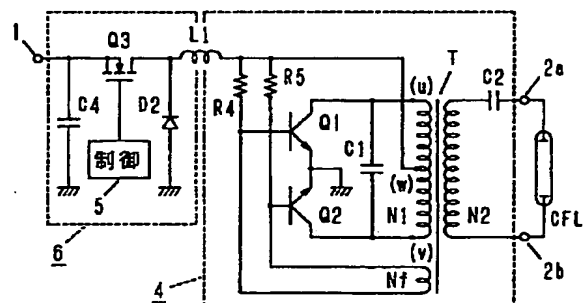 1
Q3
L1
C4
D2
制御
5
6
4
R4
R5
Q1
Q2
C1
(u)
(w)
(v)
N1
Nf
T
N2
C2
2a
CFL
2b